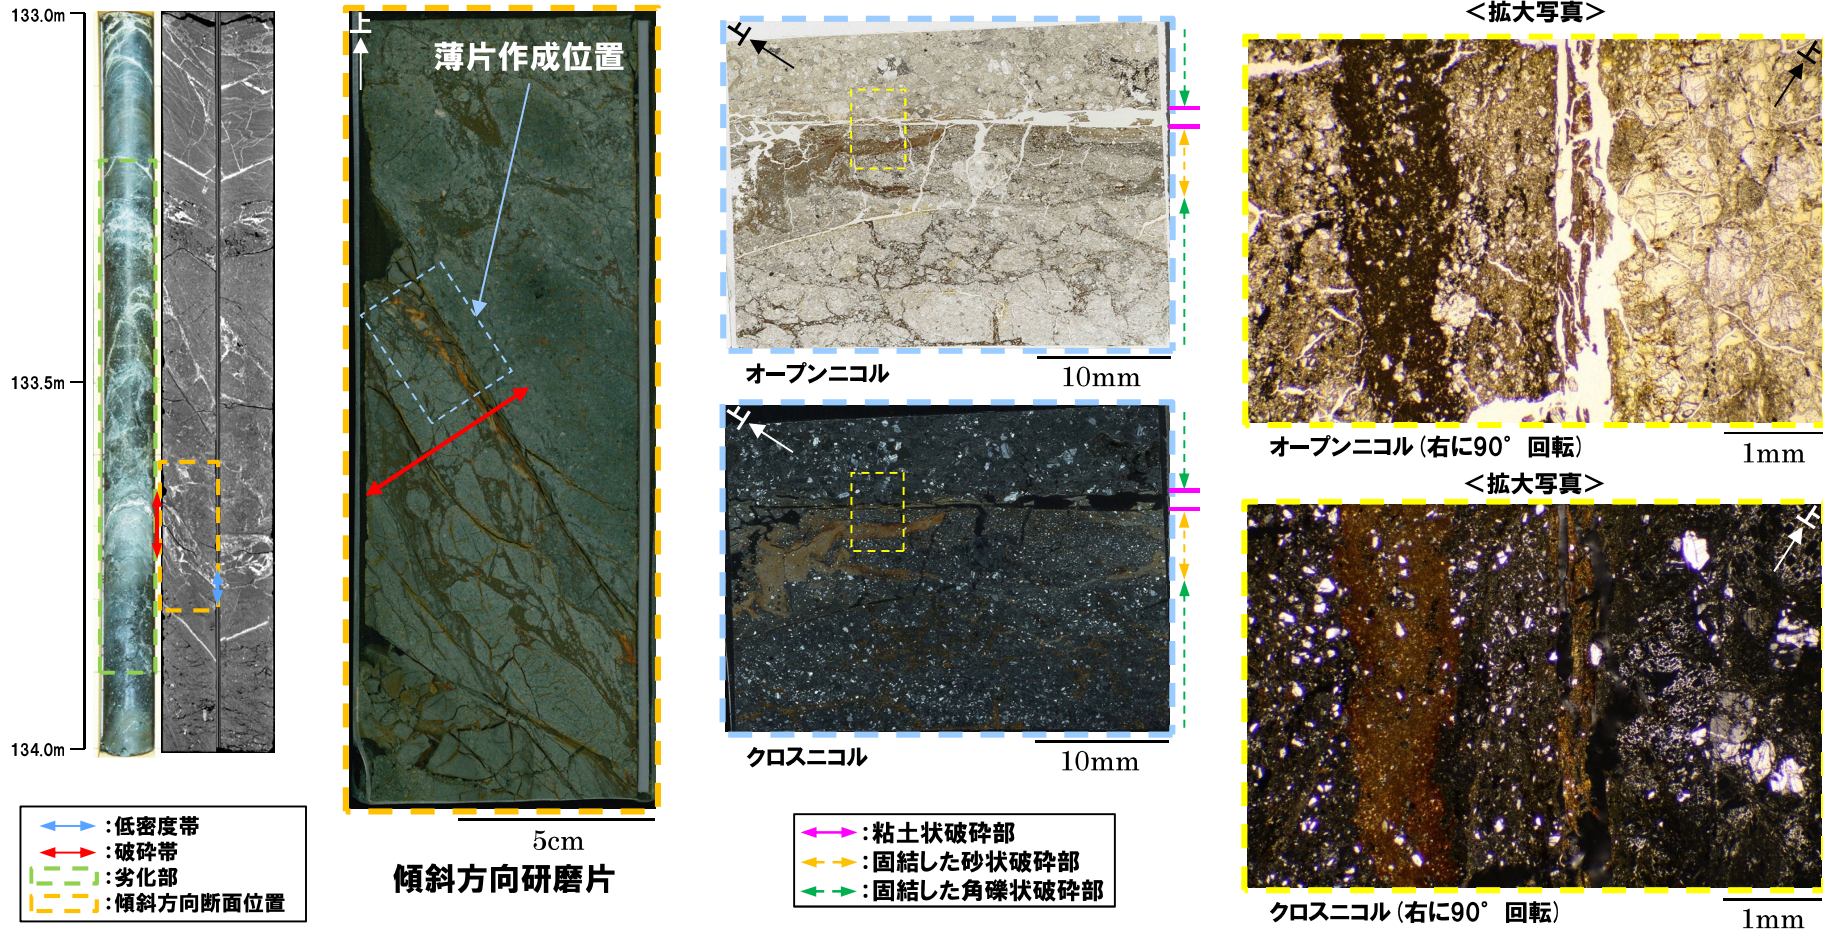 133.0m
133.5m
134.0m
:低密度帯
:破砕帯
:劣化部
:傾斜方向断面位置
上
薄片作成位置
5cm
傾斜方向研磨片
上
オープンニコル
10mm
上
クロスニコル
10mm
:粘土状破砕部
:固結した砂状破砕部
:固結した角礫状破砕部
<拡大写真>
上
オープンニコル(右に90°回転)
1mm
<拡大写真>
上
クロスニコル(右に90°回転)
1mm